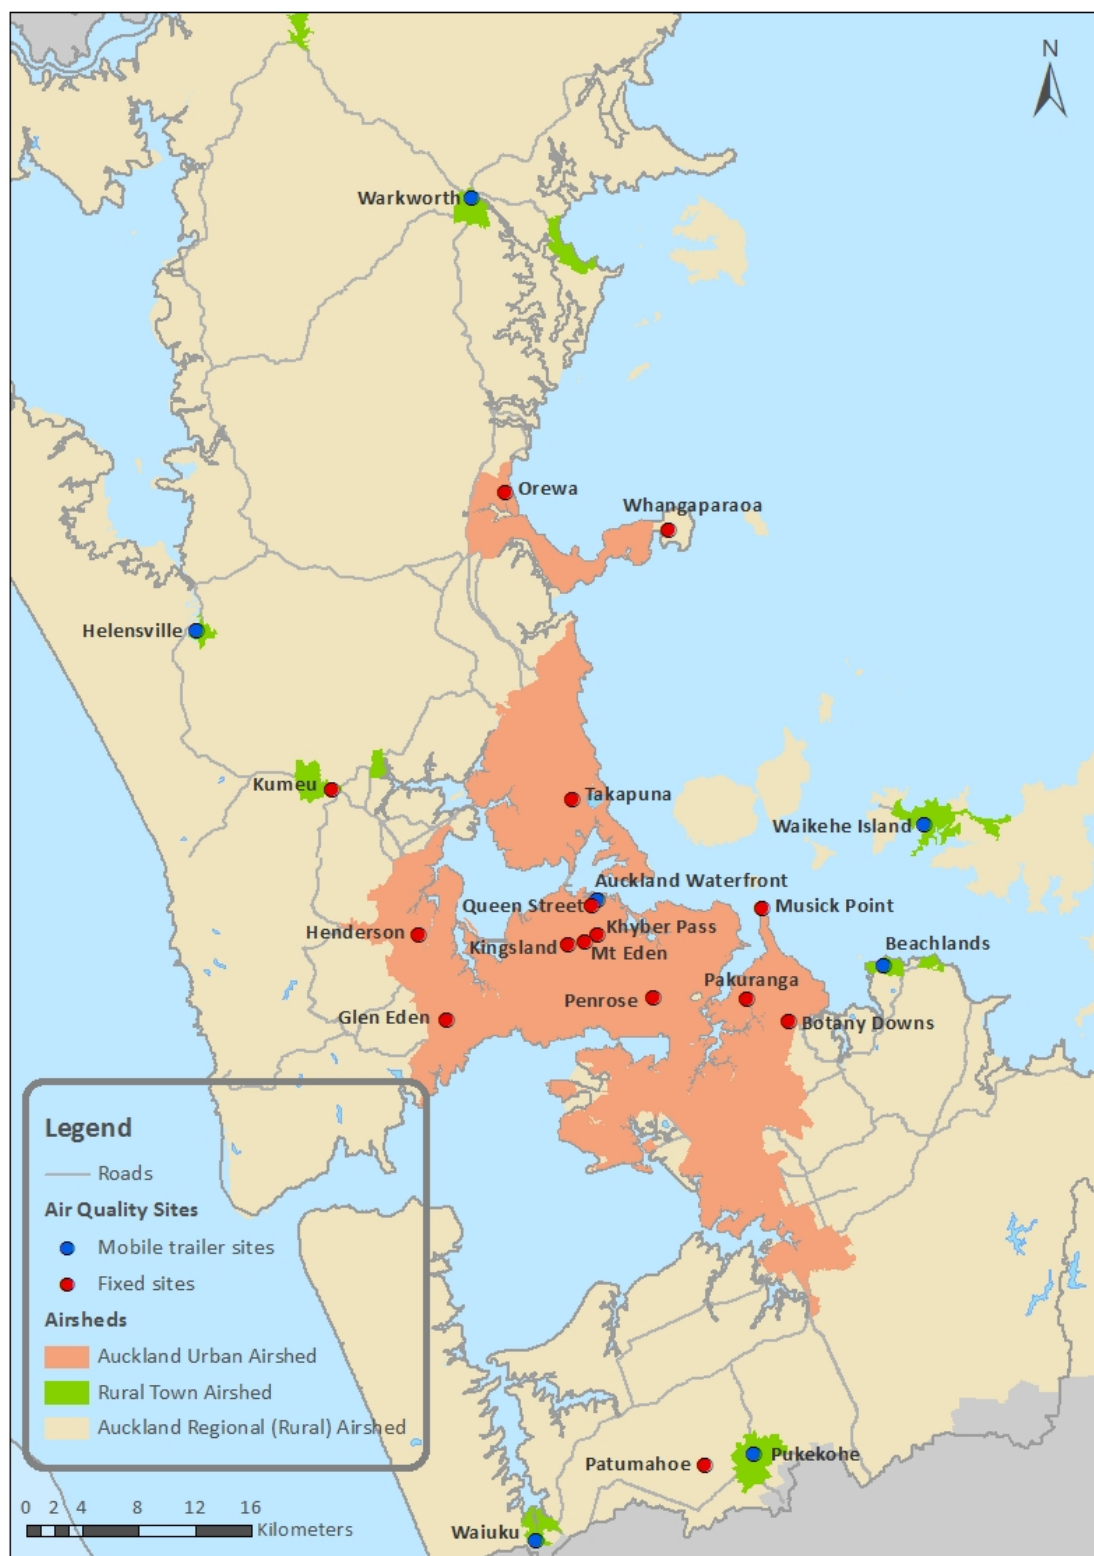 N
Warkworth
Orewa
Whangaparaoa
Helensville
Kumeu
Takapuna
Waikehe Island
Auckland Waterfront
Queen Street
Musick Point
Khyber Pass
Henderson
Kingsland
Mt Eden
Beachlands
Pakuranga
Penrose
Glen Eden
Botany Downs
Legend
Roads
Air Quality Sites
Mobile trailer sites
Fixed sites
Airsheds
Auckland Urban Airshed
Rural Town Airshed
Auckland Regional (Rural) Airshed
Patumahoe
Pukekohe
0 2 4 8 12 16
Kilometers
Waiuku